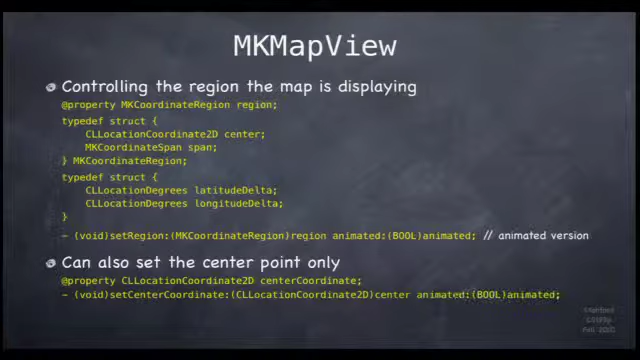 MKMapView
Controlling the region the map is displaying
@property MKCoordinateRegion region;
typedef struct {
CLLocationCoordinate2D center;
MKCoordinateSpan span;
} MKCoordinateRegion;
typedef struct {
CLLocationDegrees latitudeDelta;
CLLocationDegrees longitudeDelta;
}
- (void)setRegion:(MKCoordinateRegion)region animated:(BOOL)animated; // animated version
Can also set the center point only
@property CLLocationCoordinate2D centerCoordinate;
- (void)setCenterCoordinate:(CLLocationCoordinate2D)center animated:(BOOL)animated;
Stanford
CS193p
Fall 2010